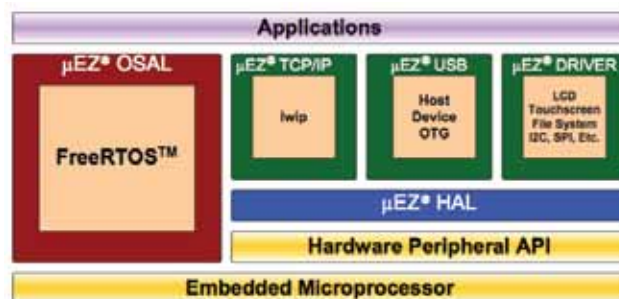 Applications
µEZ® OSAL
FreeRTOS™
µEZ® TCP/IP
lwip
µEZ® USB
Host
Device
OTG
µEZ® DRIVER
LCD
Touchscreen
File System
I2C, SPI, Etc.
µEZ® HAL
Hardware Peripheral API
Embedded Microprocessor